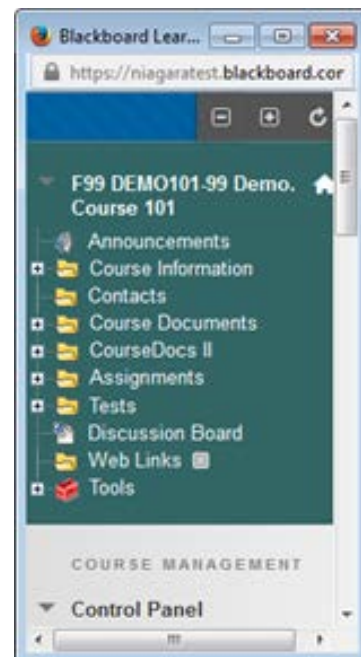 Blackboard Lear...
https://niagaratest.blackboard.cor
F99 DEMO101-99 Demo.
Course 101
Announcements
Course Information
Contacts
Course Documents
CourseDocs II
Assignments
Tests
Discussion Board
Web Links
Tools
COURSE MANAGEMENT
Control Panel